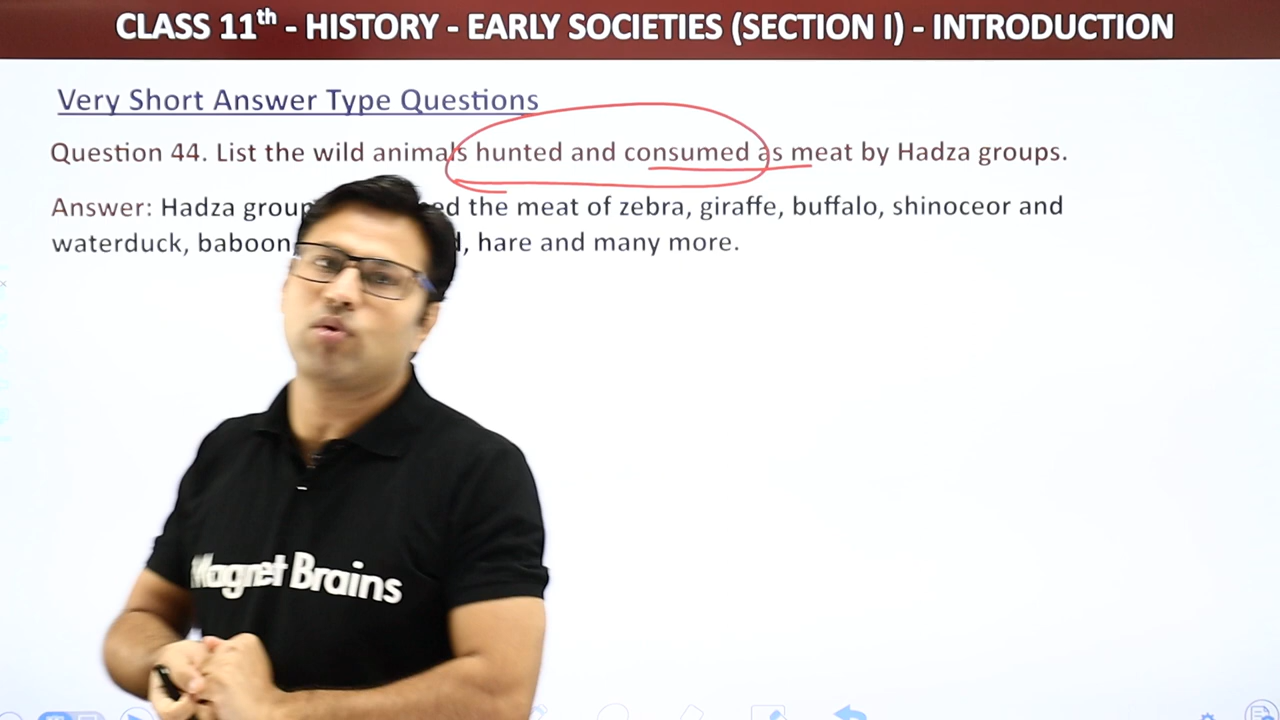 CLASS 11th - HISTORY - EARLY SOCIETIES (SECTION I) - INTRODUCTION
Very Short Answer Type Questions
Question 44. List the wild animals hunted and consumed as meat by Hadza groups.
Answer: Hadza the meat of zebra, giraffe, buffalo, shinoceor and
waterduck, baboon, hare and many more.
Magnet Brains